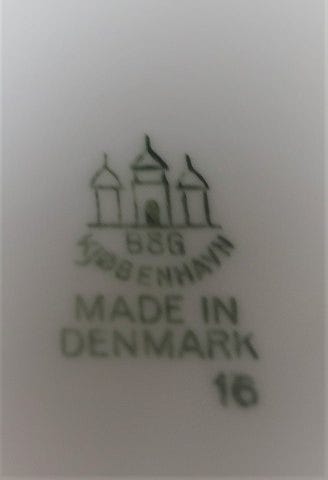 B&G
KJØBENHAVN
MADE IN
DENMARK
16